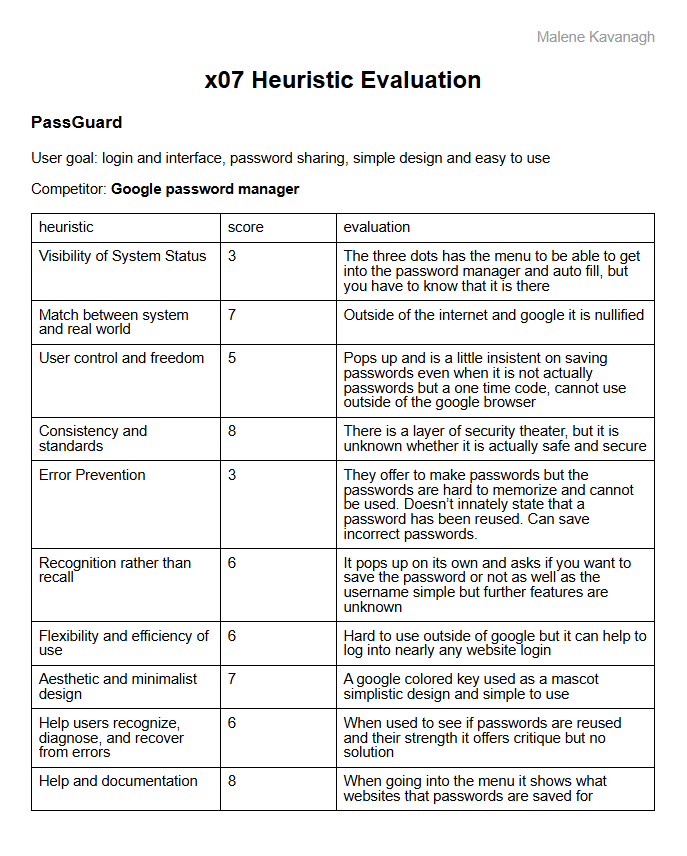 Malene Kavanagh
x07 Heuristic Evaluation
PassGuard
User goal: login and interface, password sharing, simple design and easy to use
Competitor: Google password manager
heuristic score evaluation
Visibility of System Status 3 The three dots has the menu to be able to get
into the password manager and auto fill, but
you have to know that it is there
Match between system 7 Outside of the internet and google it is nullified
and real world
User control and freedom 5 Pops up and is a little insistent on saving
passwords even when it is not actually
passwords but a one time code, cannot use
outside of the google browser
Consistency and 8 There is a layer of security theater, but it is
standards unknown whether it is actually safe and secure
Error Prevention 3 They offer to make passwords but the
passwords are hard to memorize and cannot
be used. Doesn't innately state that a
password has been reused. Can save
incorrect passwords.
Recognition rather than 6 It pops up on its own and asks if you want to
recall save the password or not as well as the
username simple but further features are
unknown
Flexibility and efficiency of 6 Hard to use outside of google but it can help to
use log into nearly any website login
Aesthetic and minimalist 7 A google colored key used as a mascot
design simplistic design and simple to use
Help users recognize, 6 When used to see if passwords are reused
diagnose, and recover and their strength it offers critique but no
from errors solution
Help and documentation 8 When going into the menu it shows what
websites that passwords are saved for